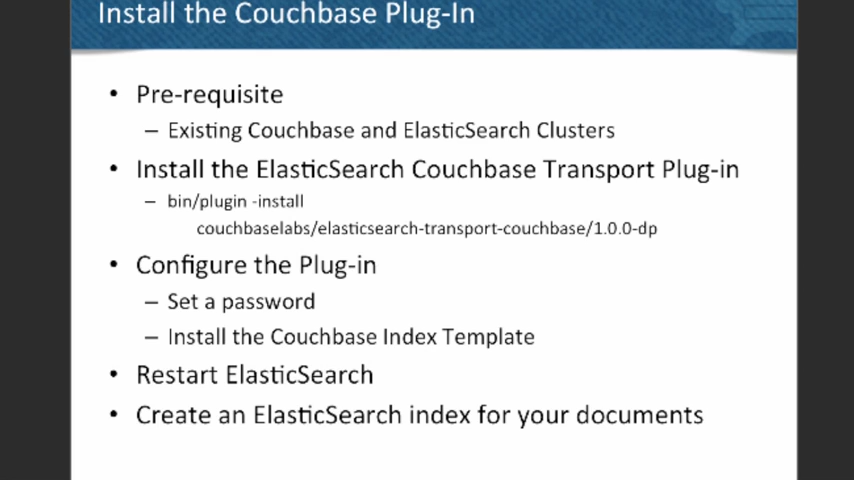 Install the Couchbase Plug-In
• Pre-requisite
– Existing Couchbase and ElasticSearch Clusters
• Install the ElasticSearch Couchbase Transport Plug-in
– bin/plugin -install
couchbaselabs/elasticsearch-transport-couchbase/1.0.0-dp
• Configure the Plug-in
– Set a password
– Install the Couchbase Index Template
• Restart ElasticSearch
• Create an ElasticSearch index for your documents